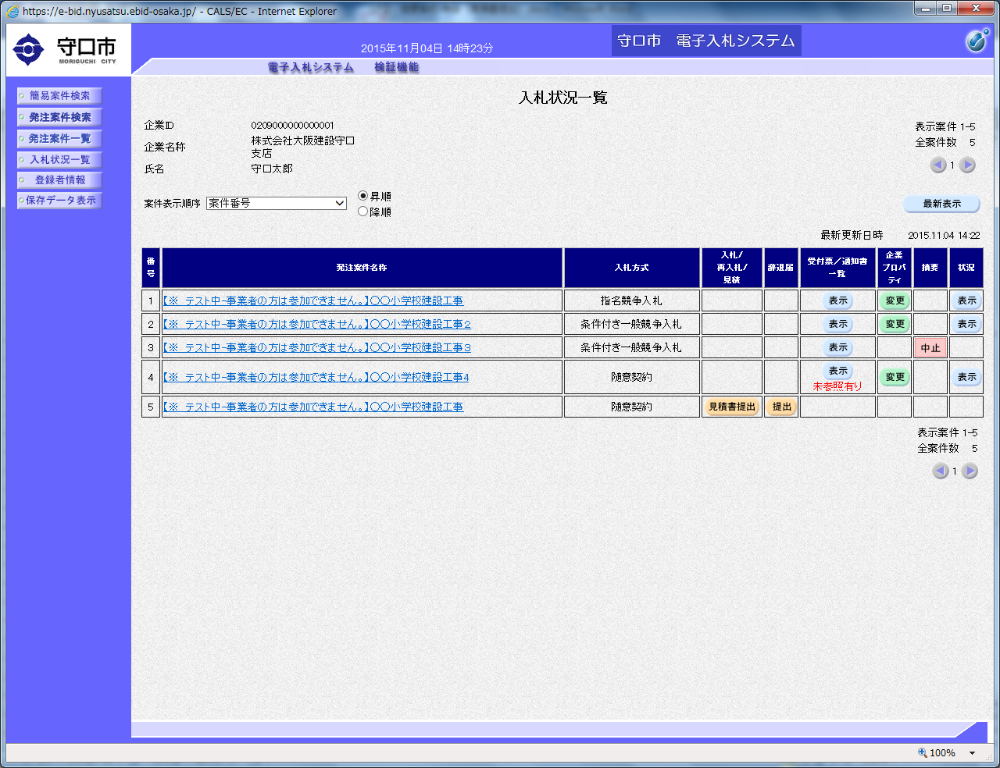 https://e-bid.nyusatsu.ebid-osaka.jp/ - CALS/EC - Internet Explorer
守口市
MORIGUCHI CITY
2015年11月04日 14時23分
守口市 電子入札システム
電子入札システム 検証機能
簡易案件検索
発注案件検索
発注案件一覧
入札状況一覧
登録者情報
保存データ表示
入札状況一覧
企業ID 0209000000000001
企業名称 株式会社大阪建設守口
支店
氏名 守口太郎
表示案件 1-5
全案件数 5
1
案件表示順序 案件番号
昇順
降順
最新表示
最新更新日時 2015.11.04 14:22
番号 発注案件名称 入札方式 入札/再入札/見積 辞退届 受付票／通知書一覧 企業プロパティ 摘要 状況
1 【※ テスト中-事業者の方は参加できません。】〇〇小学校建設工事 指名競争入札 表示 変更 表示
2 【※ テスト中-事業者の方は参加できません。】〇〇小学校建設工事２ 条件付き一般競争入札 表示 変更 表示
3 【※ テスト中-事業者の方は参加できません。】〇〇小学校建設工事３ 条件付き一般競争入札 表示 中止
4 【※ テスト中-事業者の方は参加できません。】〇〇小学校建設工事4 随意契約 表示 未参照有り 変更 表示
5 【※ テスト中-事業者の方は参加できません。】〇〇小学校建設工事 随意契約 見積書提出 提出
表示案件 1-5
全案件数 5
1
100%